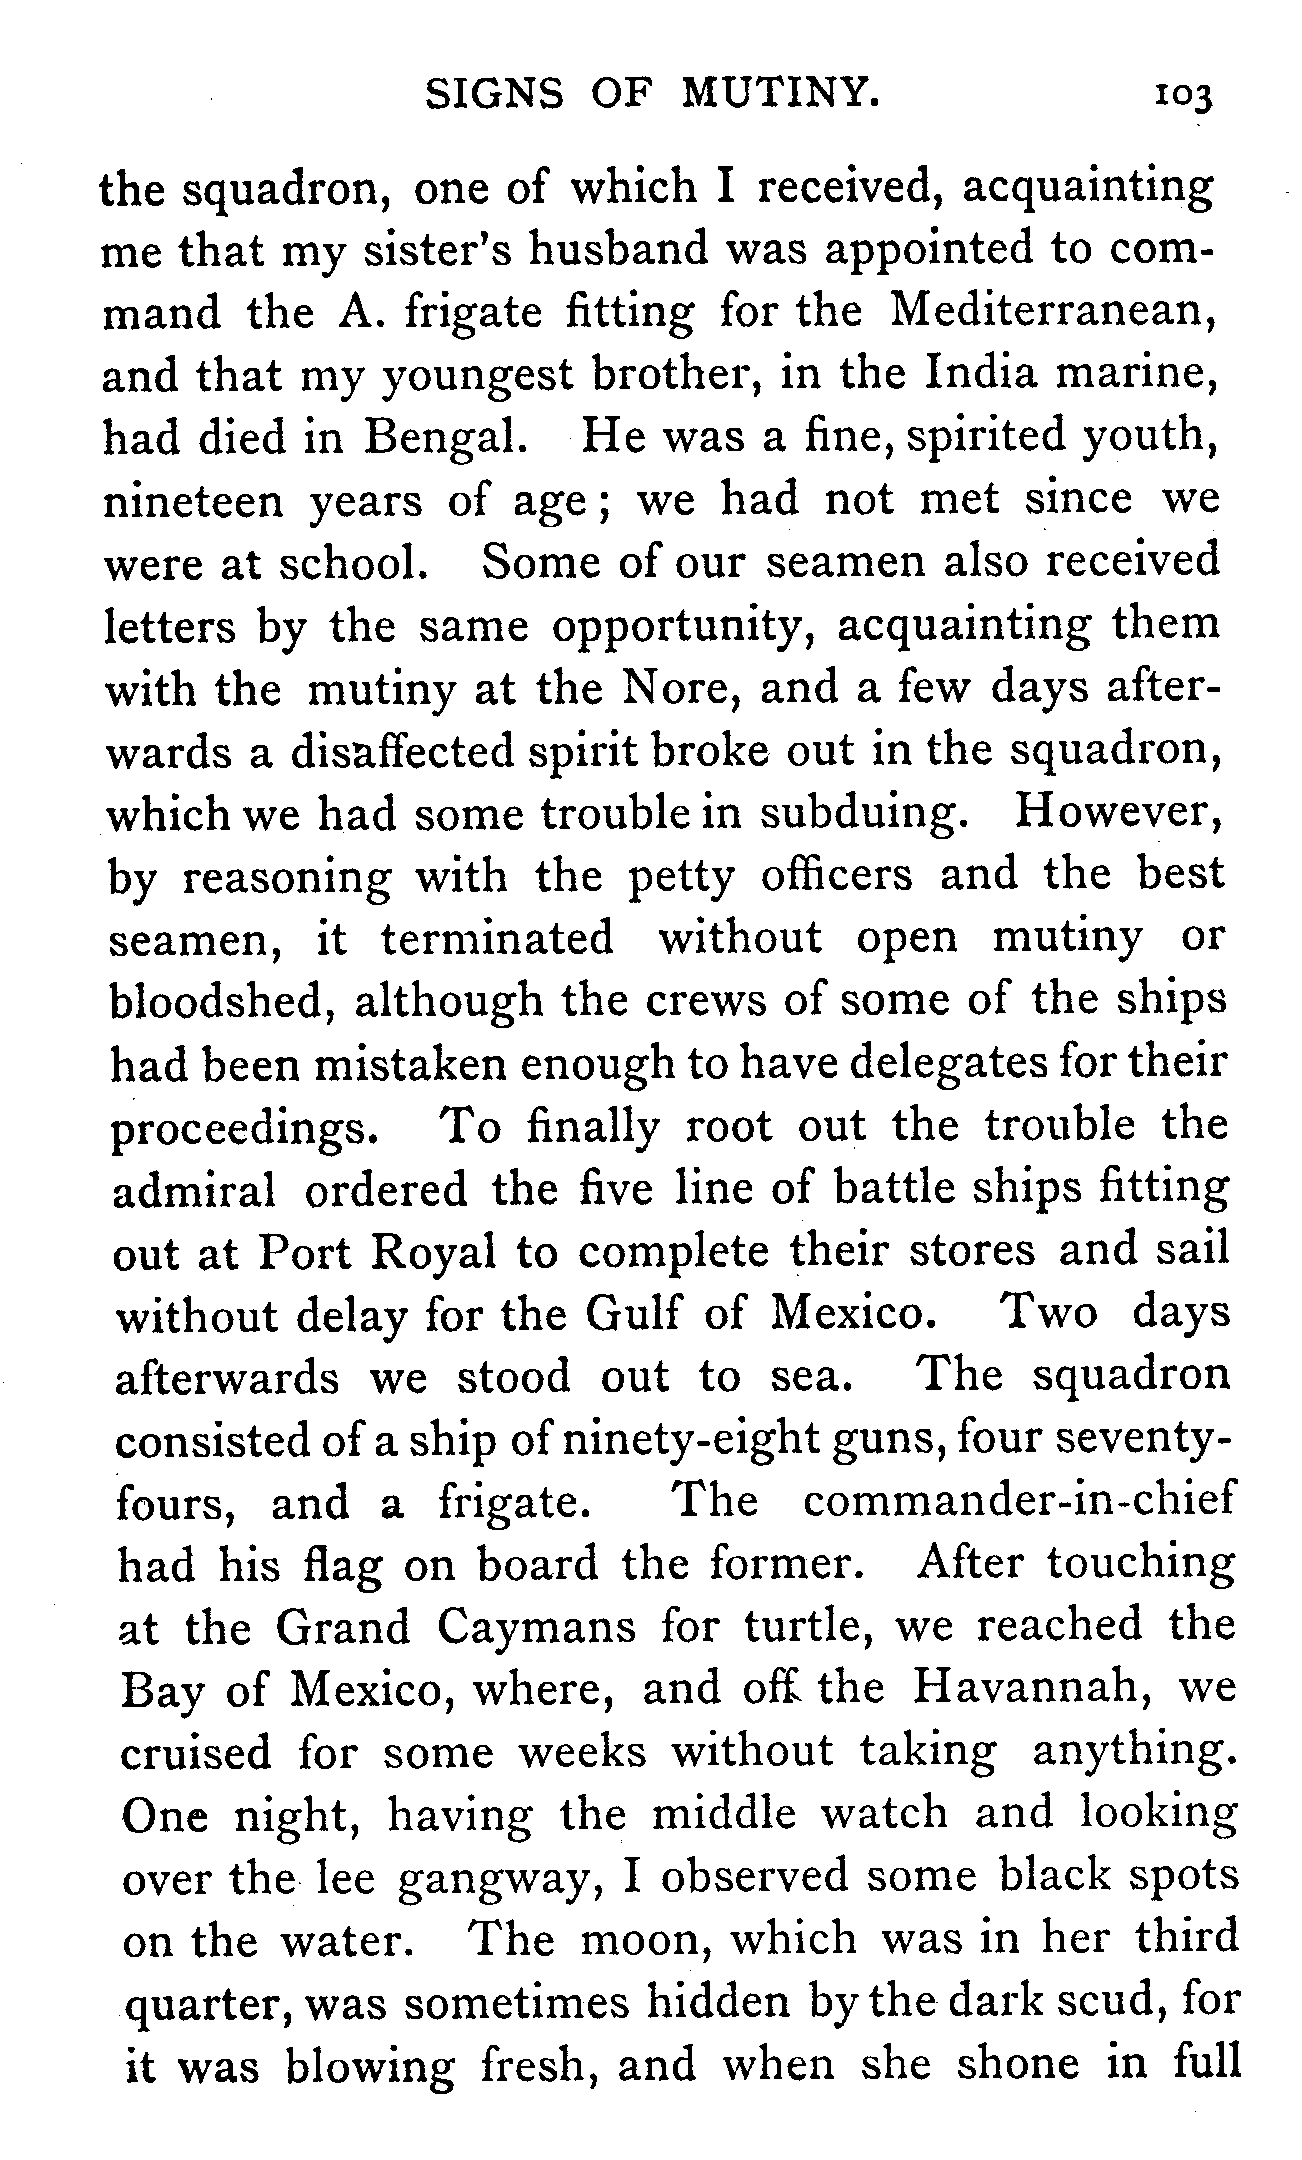 SIGNS OF MUTINY. 103
the squadron, one of which I received, acquainting
me that my sister's husband was appointed to com-
mand the A. frigate fitting for the Mediterranean,
and that my youngest brother, in the India marine,
had died in Bengal. He was a fine, spirited youth,
nineteen years of age; we had not met since we
were at school. Some of our seamen also received
letters by the same opportunity, acquainting them
with the mutiny at the Nore, and a few days after-
wards a disaffected spirit broke out in the squadron,
which we had some trouble in subduing. However,
by reasoning with the petty officers and the best
seamen, it terminated without open mutiny or
bloodshed, although the crews of some of the ships
had been mistaken enough to have delegates for their
proceedings. To finally root out the trouble the
admiral ordered the five line of battle ships fitting
out at Port Royal to complete their stores and sail
without delay for the Gulf of Mexico. Two days
afterwards we stood out to sea. The squadron
consisted of a ship of ninety-eight guns, four seventy-
fours, and a frigate. The commander-in-chief
had his flag on board the former. After touching
at the Grand Caymans for turtle, we reached the
Bay of Mexico, where, and off the Havannah, we
cruised for some weeks without taking anything.
One night, having the middle watch and looking
over the lee gangway, I observed some black spots
on the water. The moon, which was in her third
quarter, was sometimes hidden by the dark scud, for
it was blowing fresh, and when she shone in full